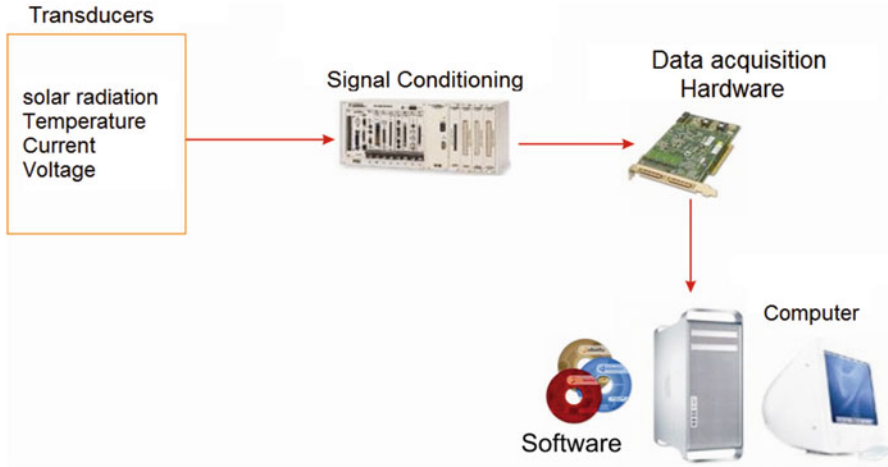 Transducers
solar radiation
Temperature
Current
Voltage
Signal Conditioning
Data acquisition
Hardware
Computer
Software